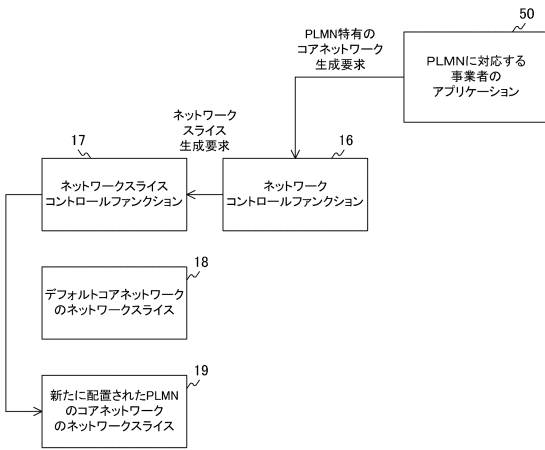 50
PLMN特有の
コアネットワーク
生成要求
PLMNに対応する
事業者の
アプリケーション
ネットワーク
スライス
生成要求
17
16
ネットワークスライス
コントロールファンクション
ネットワーク
コントロールファンクション
18
デフォルトコアネットワーク
のネットワークスライス
19
新たに配置されたPLMN
のコアネットワーク
のネットワークスライス